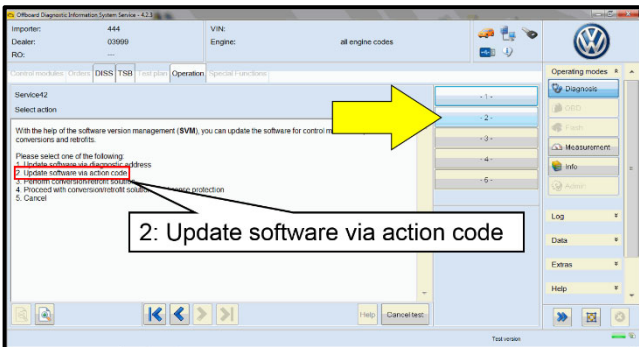 Offboard Diagnostic Information System Service - 4.2.3
Importer: 444 VIN:
Dealer: 03999 Engine: all engine codes
RO: ---
Control modules Orders DISS TSB Test plan Operation Special Functions
Operating modes
Service42
Select action
With the help of the software version management (SVM), you can update the software for control
conversions and retrofits.
Please select one of the following:
1. Update software via diagnostic address
2. Update software via action code
3. Perform conversion/retrofit solution
4. Proceed with conversion/retrofit protection
5. Cancel
- 1 -
- 2 -
- 3 -
- 4 -
- 5 -
2: Update software via action code
Diagnosis
OBD
Flash
Measurement
Info
Admin
Log
Data
Extras
Help
Help
Cancel test
Test version